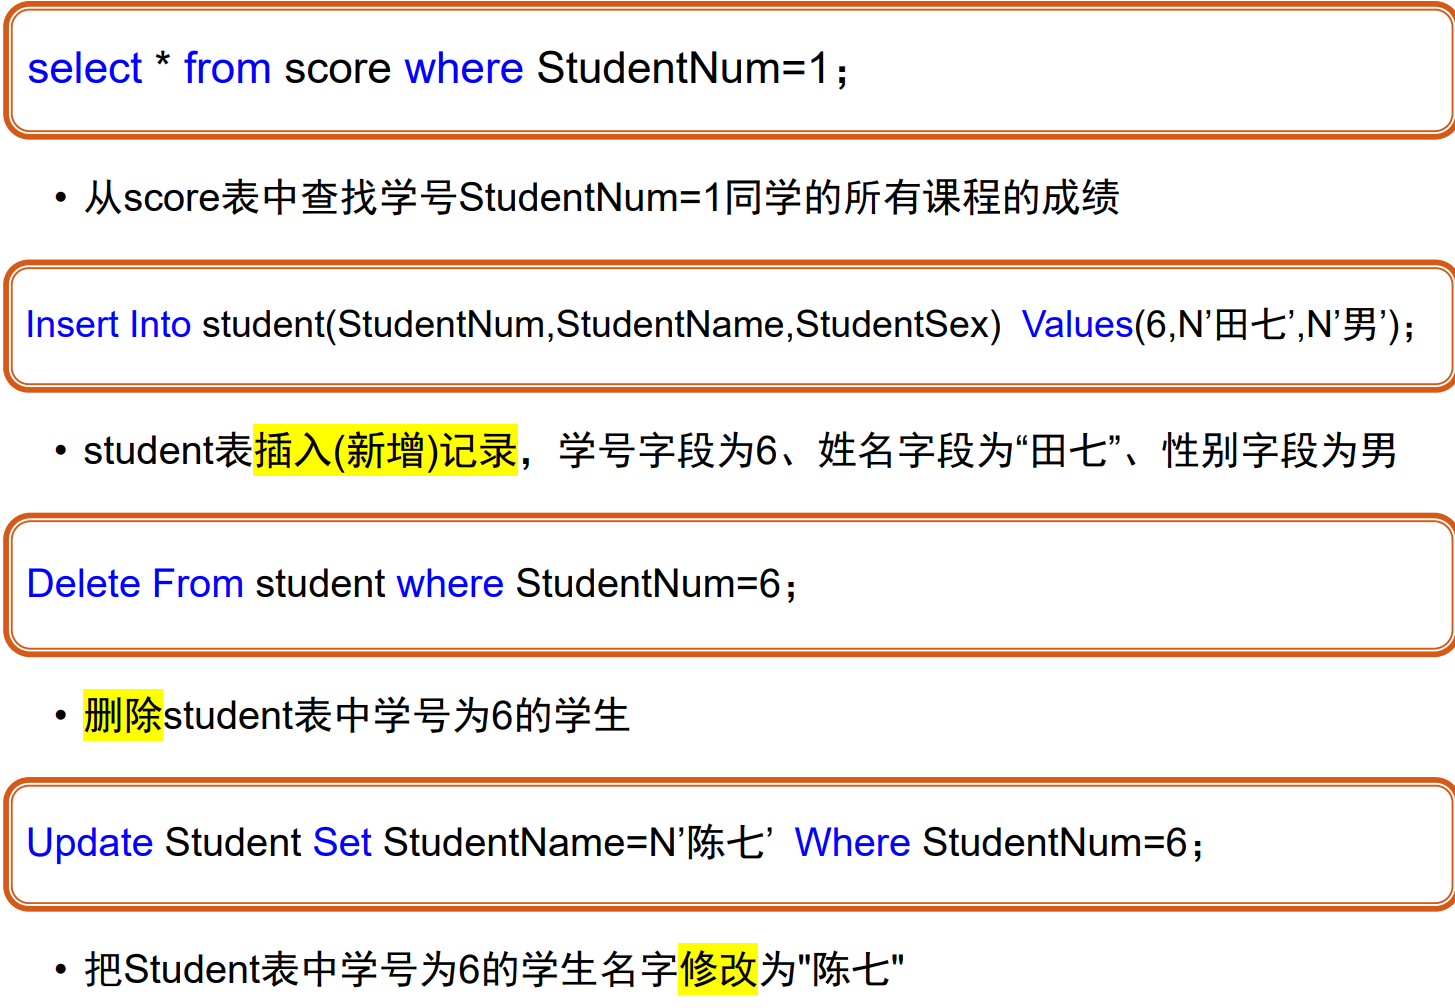 select * from score where StudentNum=1；
• 从score表中查找学号StudentNum=1同学的所有课程的成绩
Insert Into student(StudentNum,StudentName,StudentSex)  Values(6,N’田七’,N’男’)；
• student表插入(新增)记录，学号字段为6、姓名字段为“田七”、性别字段为男
Delete From student where StudentNum=6；
• 删除student表中学号为6的学生
Update Student Set StudentName=N’陈七’  Where StudentNum=6；
• 把Student表中学号为6的学生名字修改为"陈七"